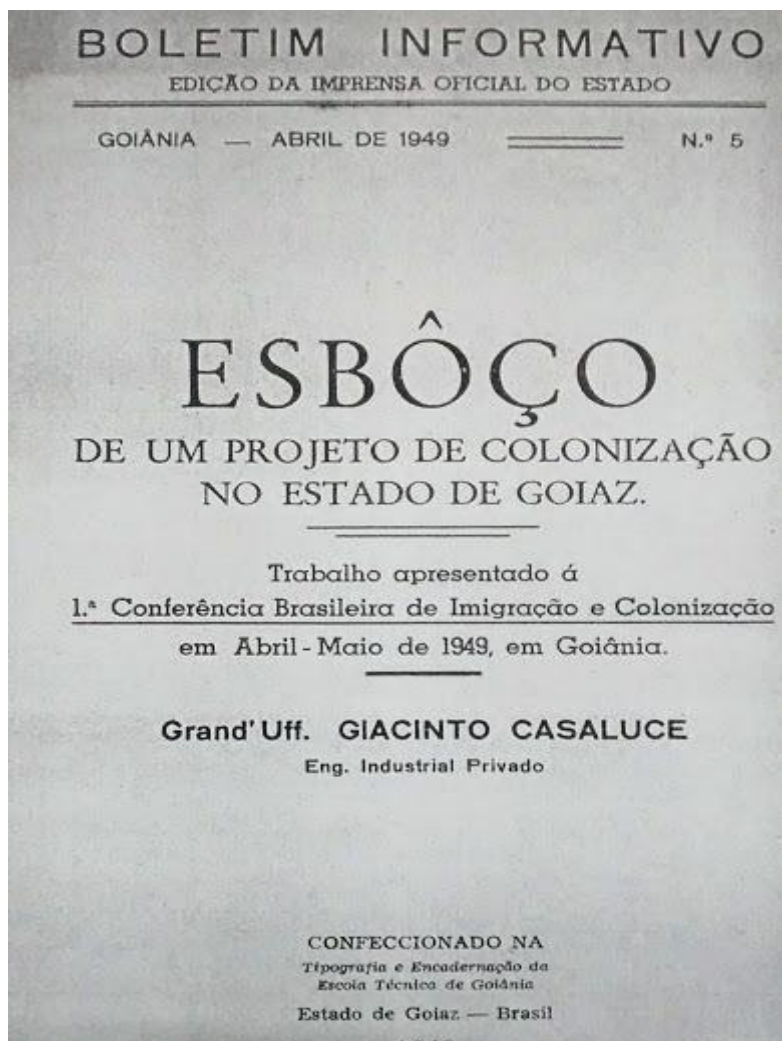 BOLETIM INFORMATIVO
EDIÇÃO DA IMPRENSA OFICIAL DO ESTADO
GOIÂNIA — ABRIL DE 1949 N.º 5
ESBÔÇO
DE UM PROJETO DE COLONIZAÇÃO
NO ESTADO DE GOIAZ.
Trabalho apresentado á
1.ª Conferência Brasileira de Imigração e Colonização
em Abril - Maio de 1949, em Goiânia.
Grand' Uff. GIACINTO CASALUCE
Eng. Industrial Privado
CONFECCIONADO NA
Tipografia e Encadernação da
Escola Técnica de Goiânia
Estado de Goiaz — Brasil